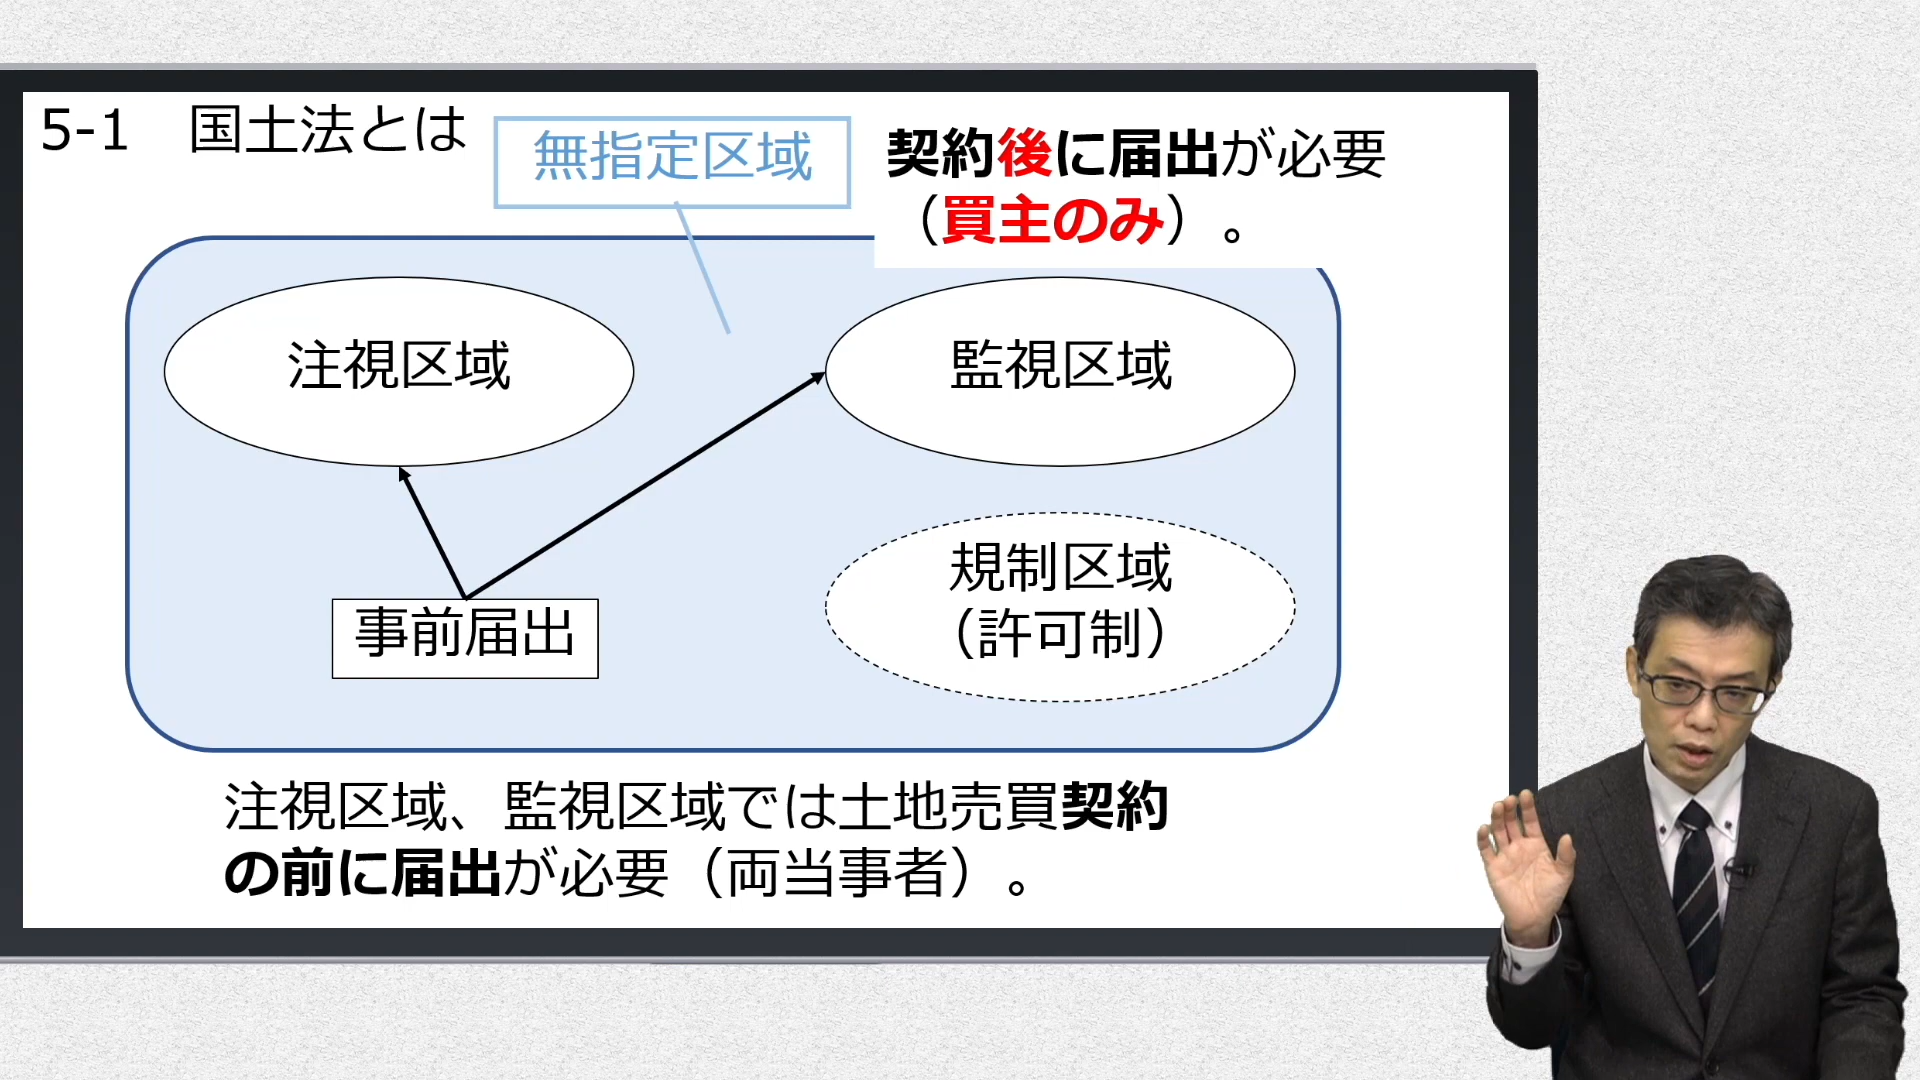 5-1 国土法とは
無指定区域
契約後に届出が必要
（買主のみ）。
注視区域
監視区域
事前届出
規制区域
（許可制）
注視区域、監視区域では土地売買契約
の前に届出が必要（両当事者）。